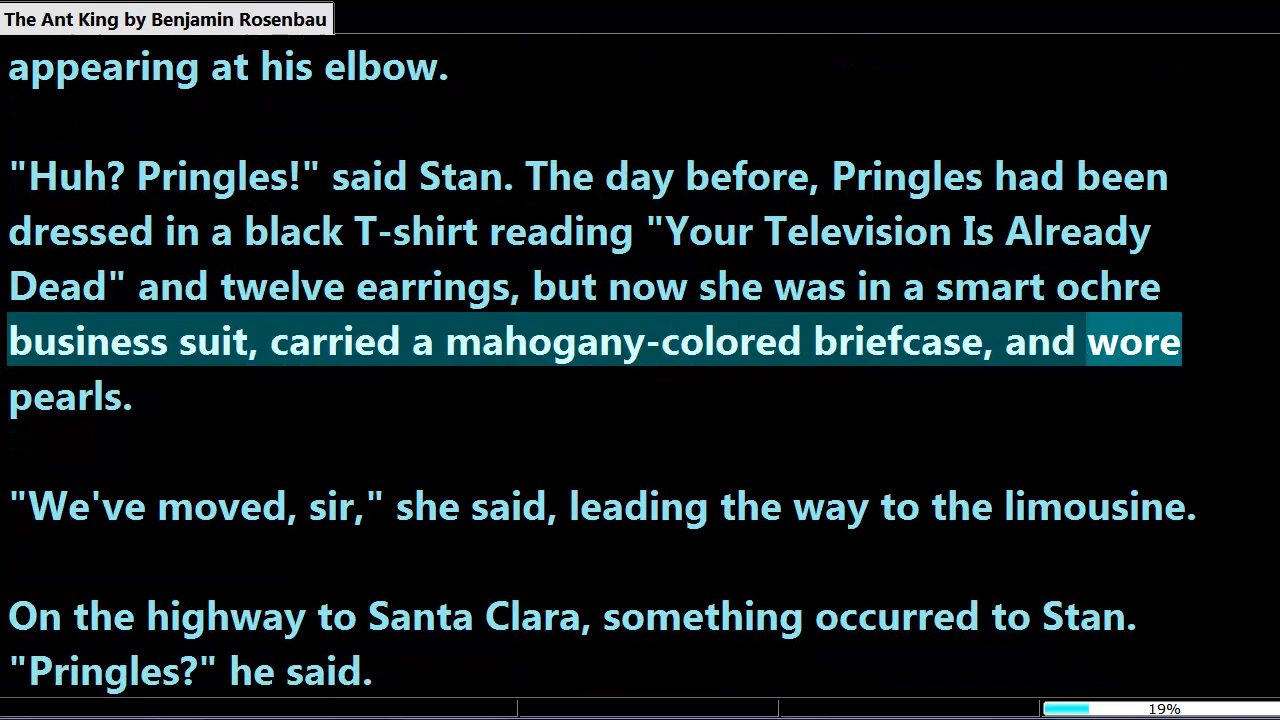 The Ant King by Benjamin Rosenbau
appearing at his elbow.
"Huh? Pringles!" said Stan. The day before, Pringles had been
dressed in a black T-shirt reading "Your Television Is Already
Dead" and twelve earrings, but now she was in a smart ochre
business suit, carried a mahogany-colored briefcase, and wore
pearls.
"We've moved, sir," she said, leading the way to the limousine.
On the highway to Santa Clara, something occurred to Stan.
"Pringles?" he said.
19%